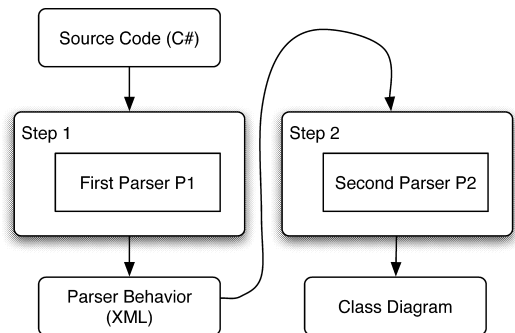 Source Code (C#)
Step 1
First Parser P1
Parser Behavior
(XML)
Step 2
Second Parser P2
Class Diagram